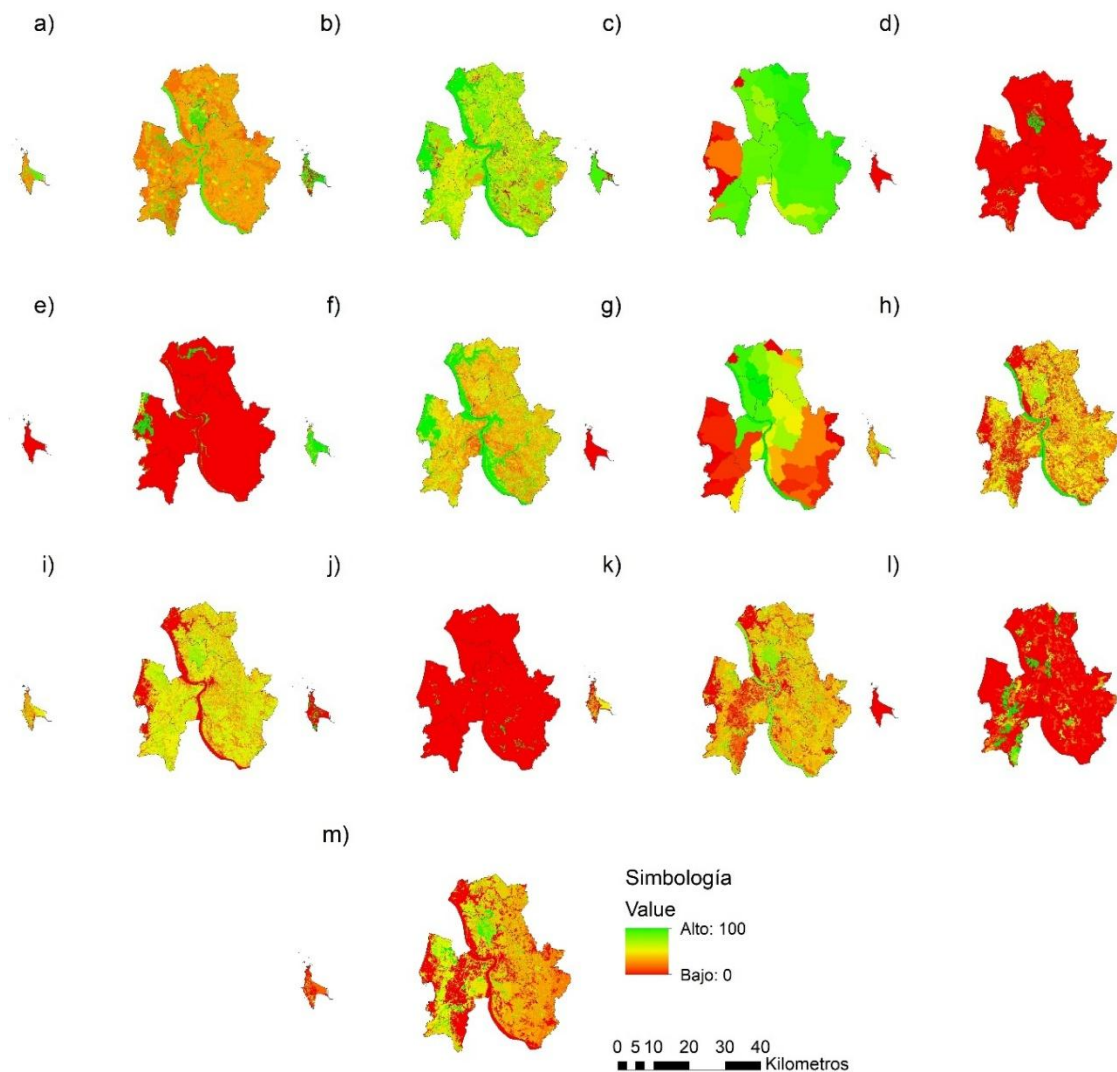 a)
b)
c)
d)
e)
f)
g)
h)
i)
j)
k)
l)
m)
Simbología
Value
Alto: 100
Bajo: 0
0 5 10 20 30 40
Kilometros